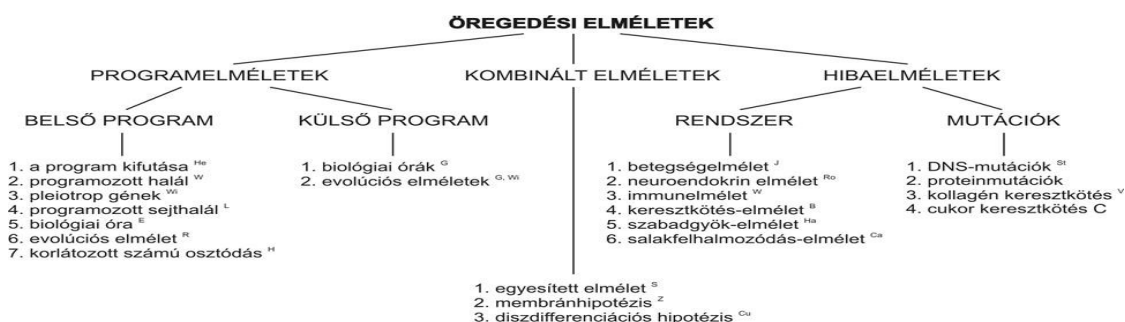 ÖREGEDÉSI ELMÉLETEK
PROGRAMELMÉLETEK
KOMBINÁLT ELMÉLETEK
HIBAELMÉLETEK
BELSŐ PROGRAM
KÜLSŐ PROGRAM
RENDSZER
MUTÁCIÓK
1. a program kifutása He
2. programozott halál W
3. pleiotrop gének Wi
4. programozott sejthalál L
5. biológiai óra E
6. evolúciós elmélet R
7. korlátozott számú osztódás H
1. biológiai órák G
2. evolúciós elméletek G, Wi
1. betegségelmélet J
2. neuroendokrin elmélet Ro
3. immunelmélet W
4. keresztkötés-elmélet B
5. szabadgyök-elmélet Ha
6. salakfelhalmozódás-elmélet Ca
1. DNS-mutációk St
2. proteinmutációk
3. kollagén keresztkötés V
4. cukor keresztkötés C
1. egyesített elmélet S
2. membránhipotézis Z
3. diszdifferenciációs hipotézis Cu